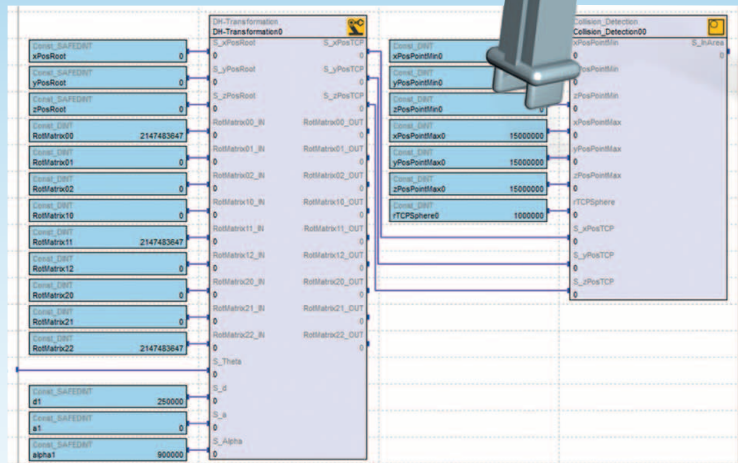 DH-Transformation
DH-Transformation0
Collision_Detection
Collision_Detection00
Const_SAFEDINT
xPosRoot 0
Const_SAFEDINT
yPosRoot 0
Const_SAFEDINT
zPosRoot 0
Const_DINT
RotMatrix00 2147483647
Const_DINT
RotMatrix01 0
Const_DINT
RotMatrix02 0
Const_DINT
RotMatrix10 0
Const_DINT
RotMatrix11 2147483647
Const_DINT
RotMatrix12 0
Const_DINT
RotMatrix20 0
Const_DINT
RotMatrix21 0
Const_DINT
RotMatrix22 2147483647
Const_SAFEDINT
d1 250000
Const_SAFEDINT
a1 0
Const_SAFEDINT
alpha1 900000
S_xPosRoot S_xPosTCP
0 0
S_yPosRoot S_yPosTCP
0 0
S_zPosRoot S_zPosTCP
0 0
RotMatrix00_IN RotMatrix00_OUT
0 0
RotMatrix01_IN RotMatrix01_OUT
0 0
RotMatrix02_IN RotMatrix02_OUT
0 0
RotMatrix10_IN RotMatrix10_OUT
0 0
RotMatrix11_IN RotMatrix11_OUT
0 0
RotMatrix12_IN RotMatrix12_OUT
0 0
RotMatrix20_IN RotMatrix20_OUT
0 0
RotMatrix21_IN RotMatrix21_OUT
0 0
RotMatrix22_IN RotMatrix22_OUT
0 0
S_Theta
0
S_d
0
S_a
0
S_Alpha
0
Const_DINT
xPosPointMin0
Const_DINT
yPosPointMin0
Const_DINT
zPosPointMin0 0
Const_DINT
xPosPointMax0 15000000
Const_DINT
yPosPointMax0 15000000
Const_DINT
zPosPointMax0 15000000
Const_DINT
rTCPSphere0 1000000
xPosPointMin S_InArea
0 0
PosPointMin
0
zPosPointMin
0
xPosPointMax
0
yPosPointMax
0
zPosPointMax
0
rTCPSphere
0
S_xPosTCP
0
S_yPosTCP
0
S_zPosTCP
0